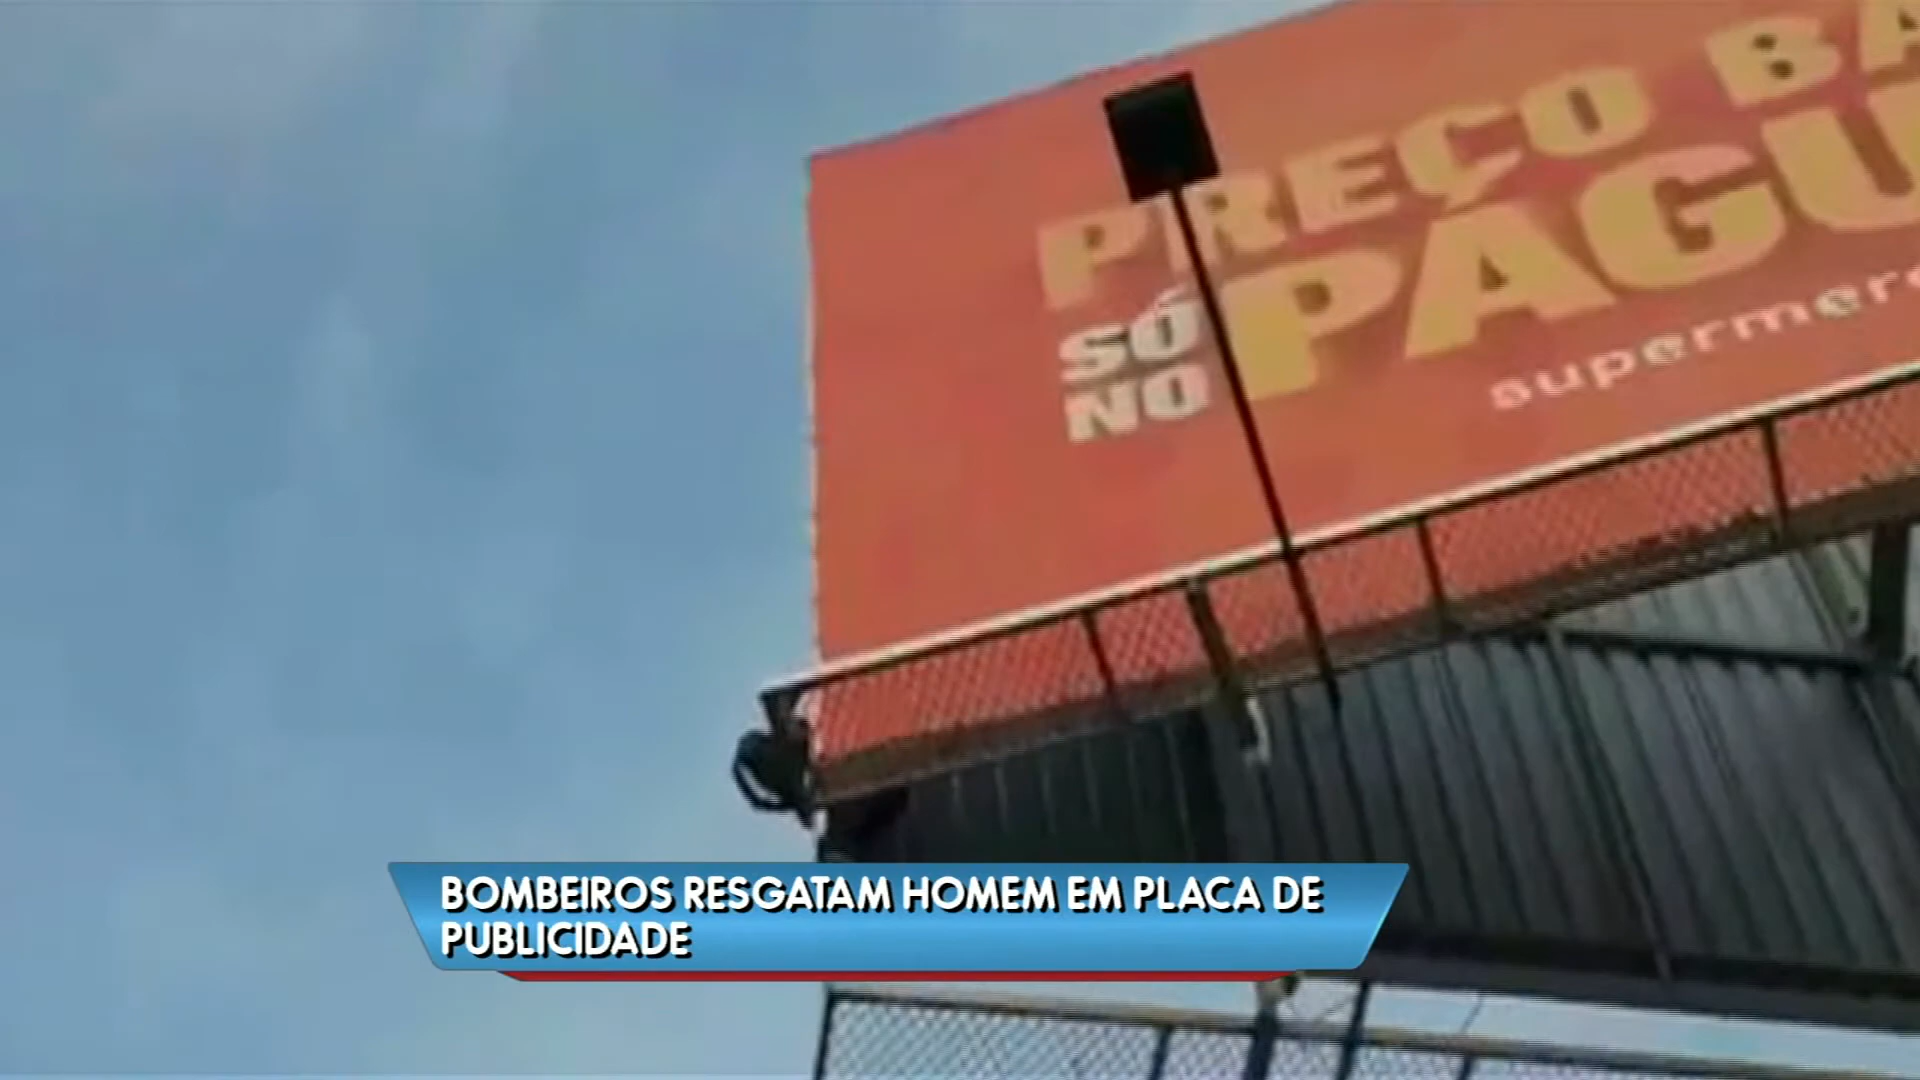 PREÇO BA
SÓ
NO
PAGU
supermerc
BOMBEIROS RESGATAM HOMEM EM PLACA DE
PUBLICIDADE